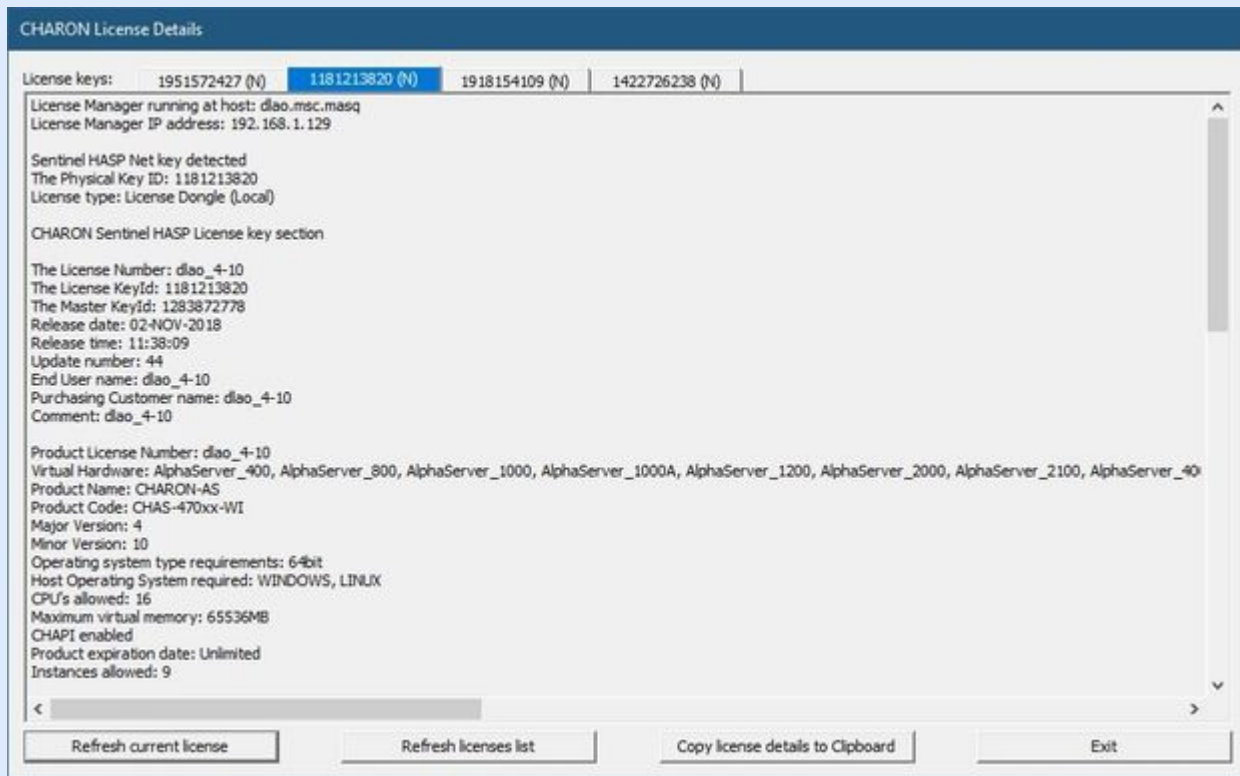 CHARON License Details
License keys: 1951572427 (N) 1181213820 (N) 1918154109 (N) 1422726238 (N)
License Manager running at host: dlao.msc.masq
License Manager IP address: 192.168.1.129
Sentinel HASP Net key detected
The Physical Key ID: 1181213820
License type: License Dongle (Local)
CHARON Sentinel HASP License key section
The License Number: dlao_4-10
The License KeyId: 1181213820
The Master KeyId: 1283872778
Release date: 02-NOV-2018
Release time: 11:38:09
Update number: 44
End User name: dlao_4-10
Purchasing Customer name: dlao_4-10
Comment: dlao_4-10
Product License Number: dlao_4-10
Virtual Hardware: AlphaServer_400, AlphaServer_800, AlphaServer_1000, AlphaServer_1000A, AlphaServer_1200, AlphaServer_2000, AlphaServer_2100, AlphaServer_40
Product Name: CHARON-AS
Product Code: CHAS-470xx-WI
Major Version: 4
Minor Version: 10
Operating system type requirements: 64bit
Host Operating System required: WINDOWS, LINUX
CPU's allowed: 16
Maximum virtual memory: 65536MB
CHAPI enabled
Product expiration date: Unlimited
Instances allowed: 9
Refresh current license Refresh licenses list Copy license details to Clipboard Exit